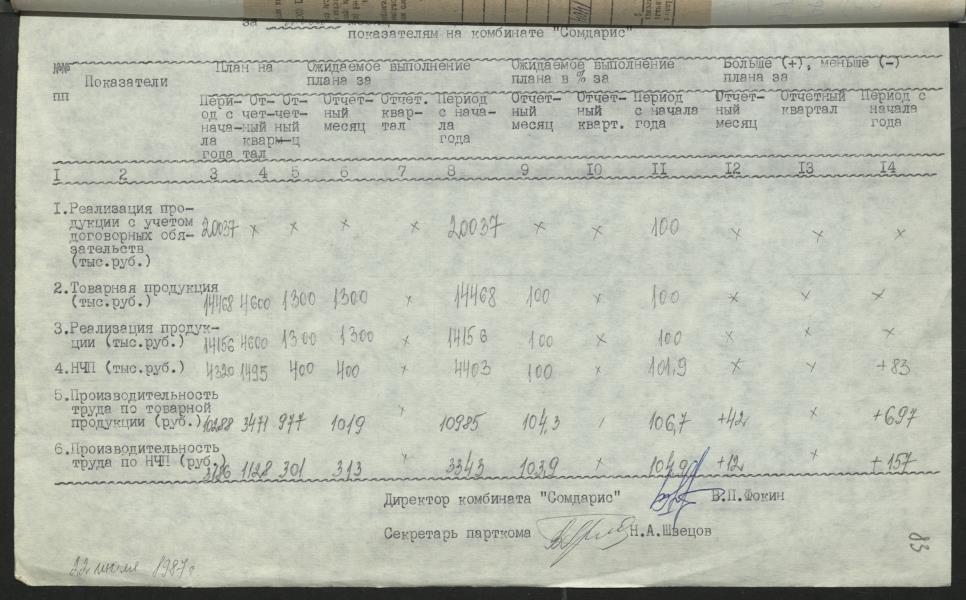 показателям на комбинате "Сомдарис"
№№ пп Показатели План на Ожидаемое выполнение плана за Ожидаемое выполнение плана в % за Больше (+), меньше (-) плана за
Пери- От- От- Отчет- Отчет. Период Отчет- Отчет- Период Отчет- Отчетный Период с
од с чет- чет- ный квар- с нача- ный ный с начала ный квартал начала
нача- ный ный месяц тал ла месяц кварт. года месяц года
ла кварм-ц года
года тал
I 2 3 4 5 6 7 8 9 10 11 12 13 14
I. Реализация про-
дукции с учетом 20037 x x x x 20037 x x 100 x x x
договорных обя-
зательств
(тыс.руб.)
2. Товарная продукция
(тыс.руб.) 14468 4600 1300 1300 x 14468 100 x 100 x x x
3. Реализация продук-
ции (тыс.руб.) 14156 4600 1300 1300 x 14156 100 x 100 x x x
4. НЧП (тыс.руб.) 4320 1495 400 400 x 4403 100 x 101,9 x x +83
5. Производительность
труда по товарной
продукции (руб.) 10288 3471 977 1019 x 10985 104,3 106,7 +42 x +697
6. Производительность
труда по НЧП (руб.) 3186 1128 301 313 x 3343 103,9 x 104,9 +12 x +157
Директор комбината "Сомдарис" В.П.Фокин
Секретарь парткома Н.А.Швецов
83
22 июля 1987г.